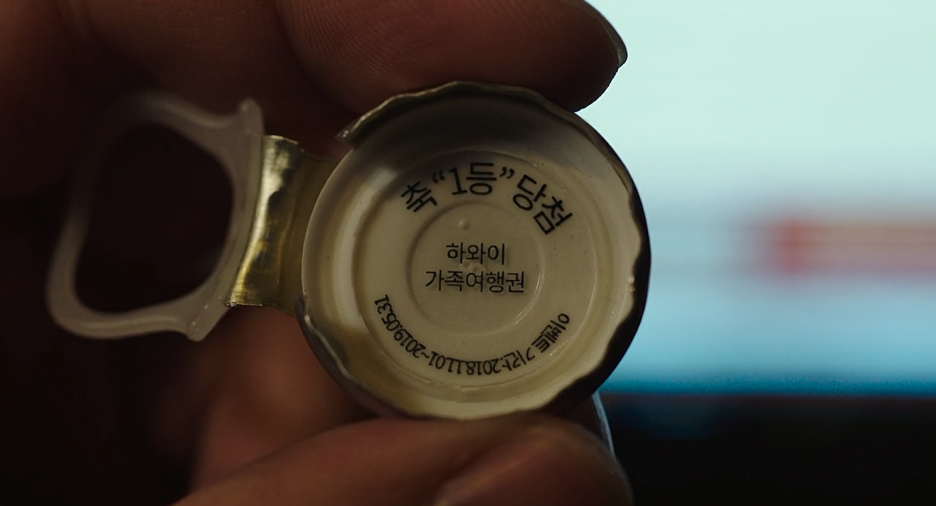 축 “1등” 당첨
하와이
가족여행권
이벤트 기간:2018.11.01~2019.05.31